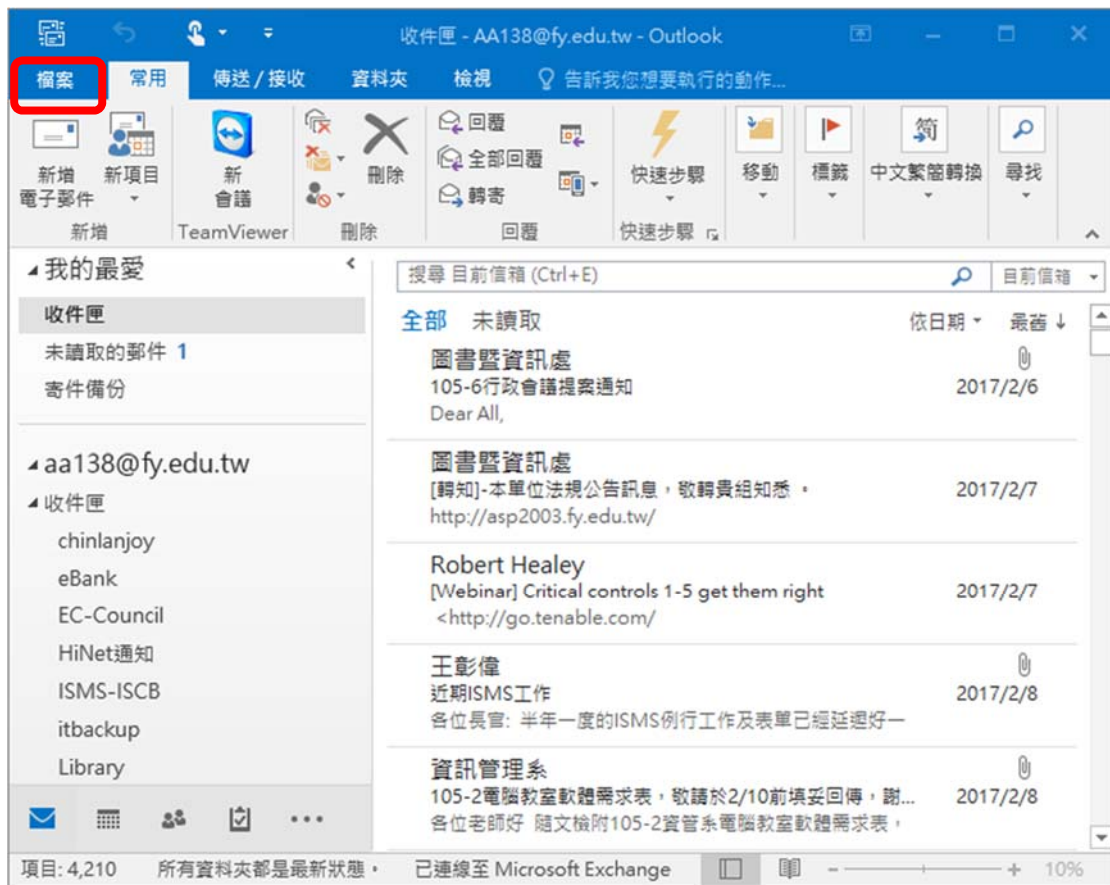 收件匣 - AA138@fy.edu.tw - Outlook
檔案 常用 傳送 / 接收 資料夾 檢視 告訴我您想要執行的動作...
新增
電子郵件
新項目
新
會議
刪除
回覆
全部回覆
轉寄
快速步驟
移動
標籤
中文繁簡轉換
简
尋找
新增 TeamViewer 刪除 回覆 快速步驟
我的最愛
收件匣
未讀取的郵件 1
寄件備份
aa138@fy.edu.tw
收件匣
chinlanjoy
eBank
EC-Council
HiNet通知
ISMS-ISCB
itbackup
Library
搜尋 目前信箱 (Ctrl+E) 目前信箱
全部 未讀取 依日期 最舊 ↓
圖書暨資訊處
105-6行政會議提案通知 2017/2/6
Dear All,
圖書暨資訊處
[轉知]-本單位法規公告訊息，敬轉貴組知悉。 2017/2/7
http://asp2003.fy.edu.tw/
Robert Healey
[Webinar] Critical controls 1-5 get them right 2017/2/7
<http://go.tenable.com/
王彰偉
近期ISMS工作 2017/2/8
各位長官: 半年一度的ISMS例行工作及表單已經延遲好一
資訊管理系
105-2電腦教室軟體需求表，敬請於2/10前填妥回傳，謝... 2017/2/8
各位老師好 隨文檢附105-2資管系電腦教室軟體需求表，
項目: 4,210 所有資料夾都是最新狀態。 已連線至 Microsoft Exchange 10%